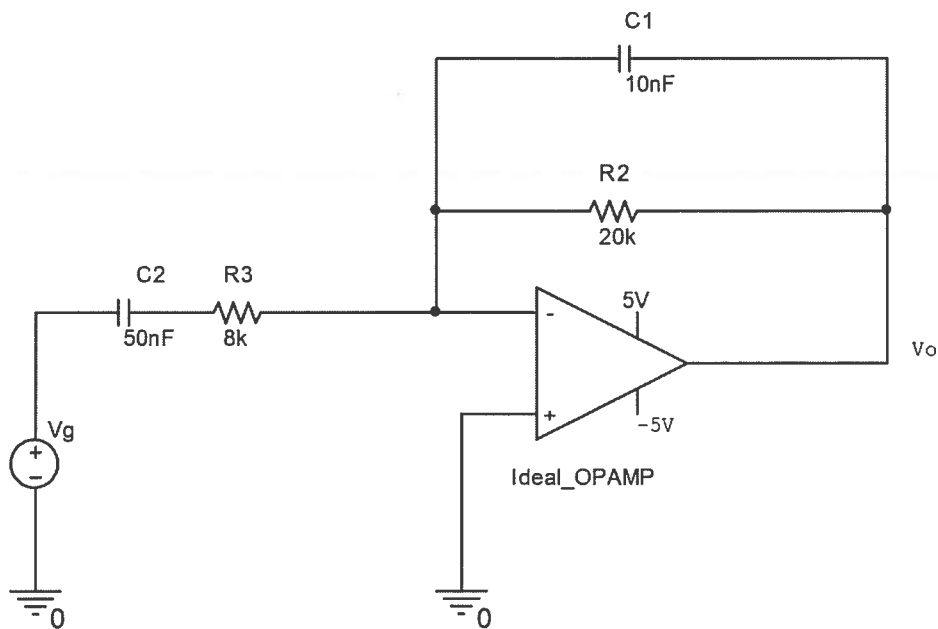 C1
10nF
R2
20k
C2
R3
50nF
8k
-
5V
Vo
+
-5V
Vg
+
-
Ideal_OPAMP
0
0